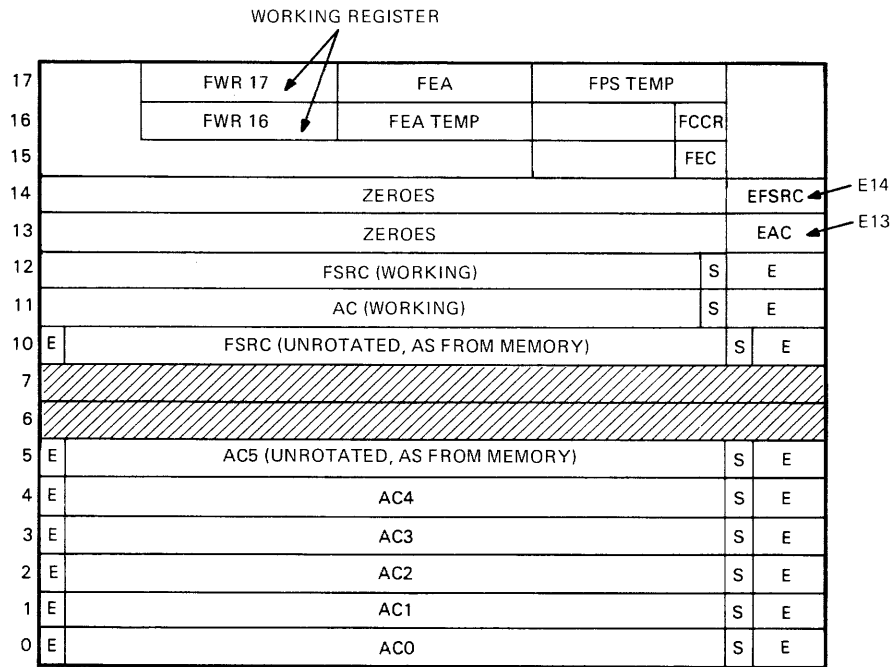 WORKING REGISTER
17 FWR 17 FEA FPS TEMP
16 FWR 16 FEA TEMP FCCR
15 FEC
14 ZEROES EFSRC E14
13 ZEROES EAC E13
12 FSRC (WORKING) S E
11 AC (WORKING) S E
10 E FSRC (UNROTATED, AS FROM MEMORY) S E
7
6
5 E AC5 (UNROTATED, AS FROM MEMORY) S E
4 E AC4 S E
3 E AC3 S E
2 E AC2 S E
1 E AC1 S E
0 E AC0 S E